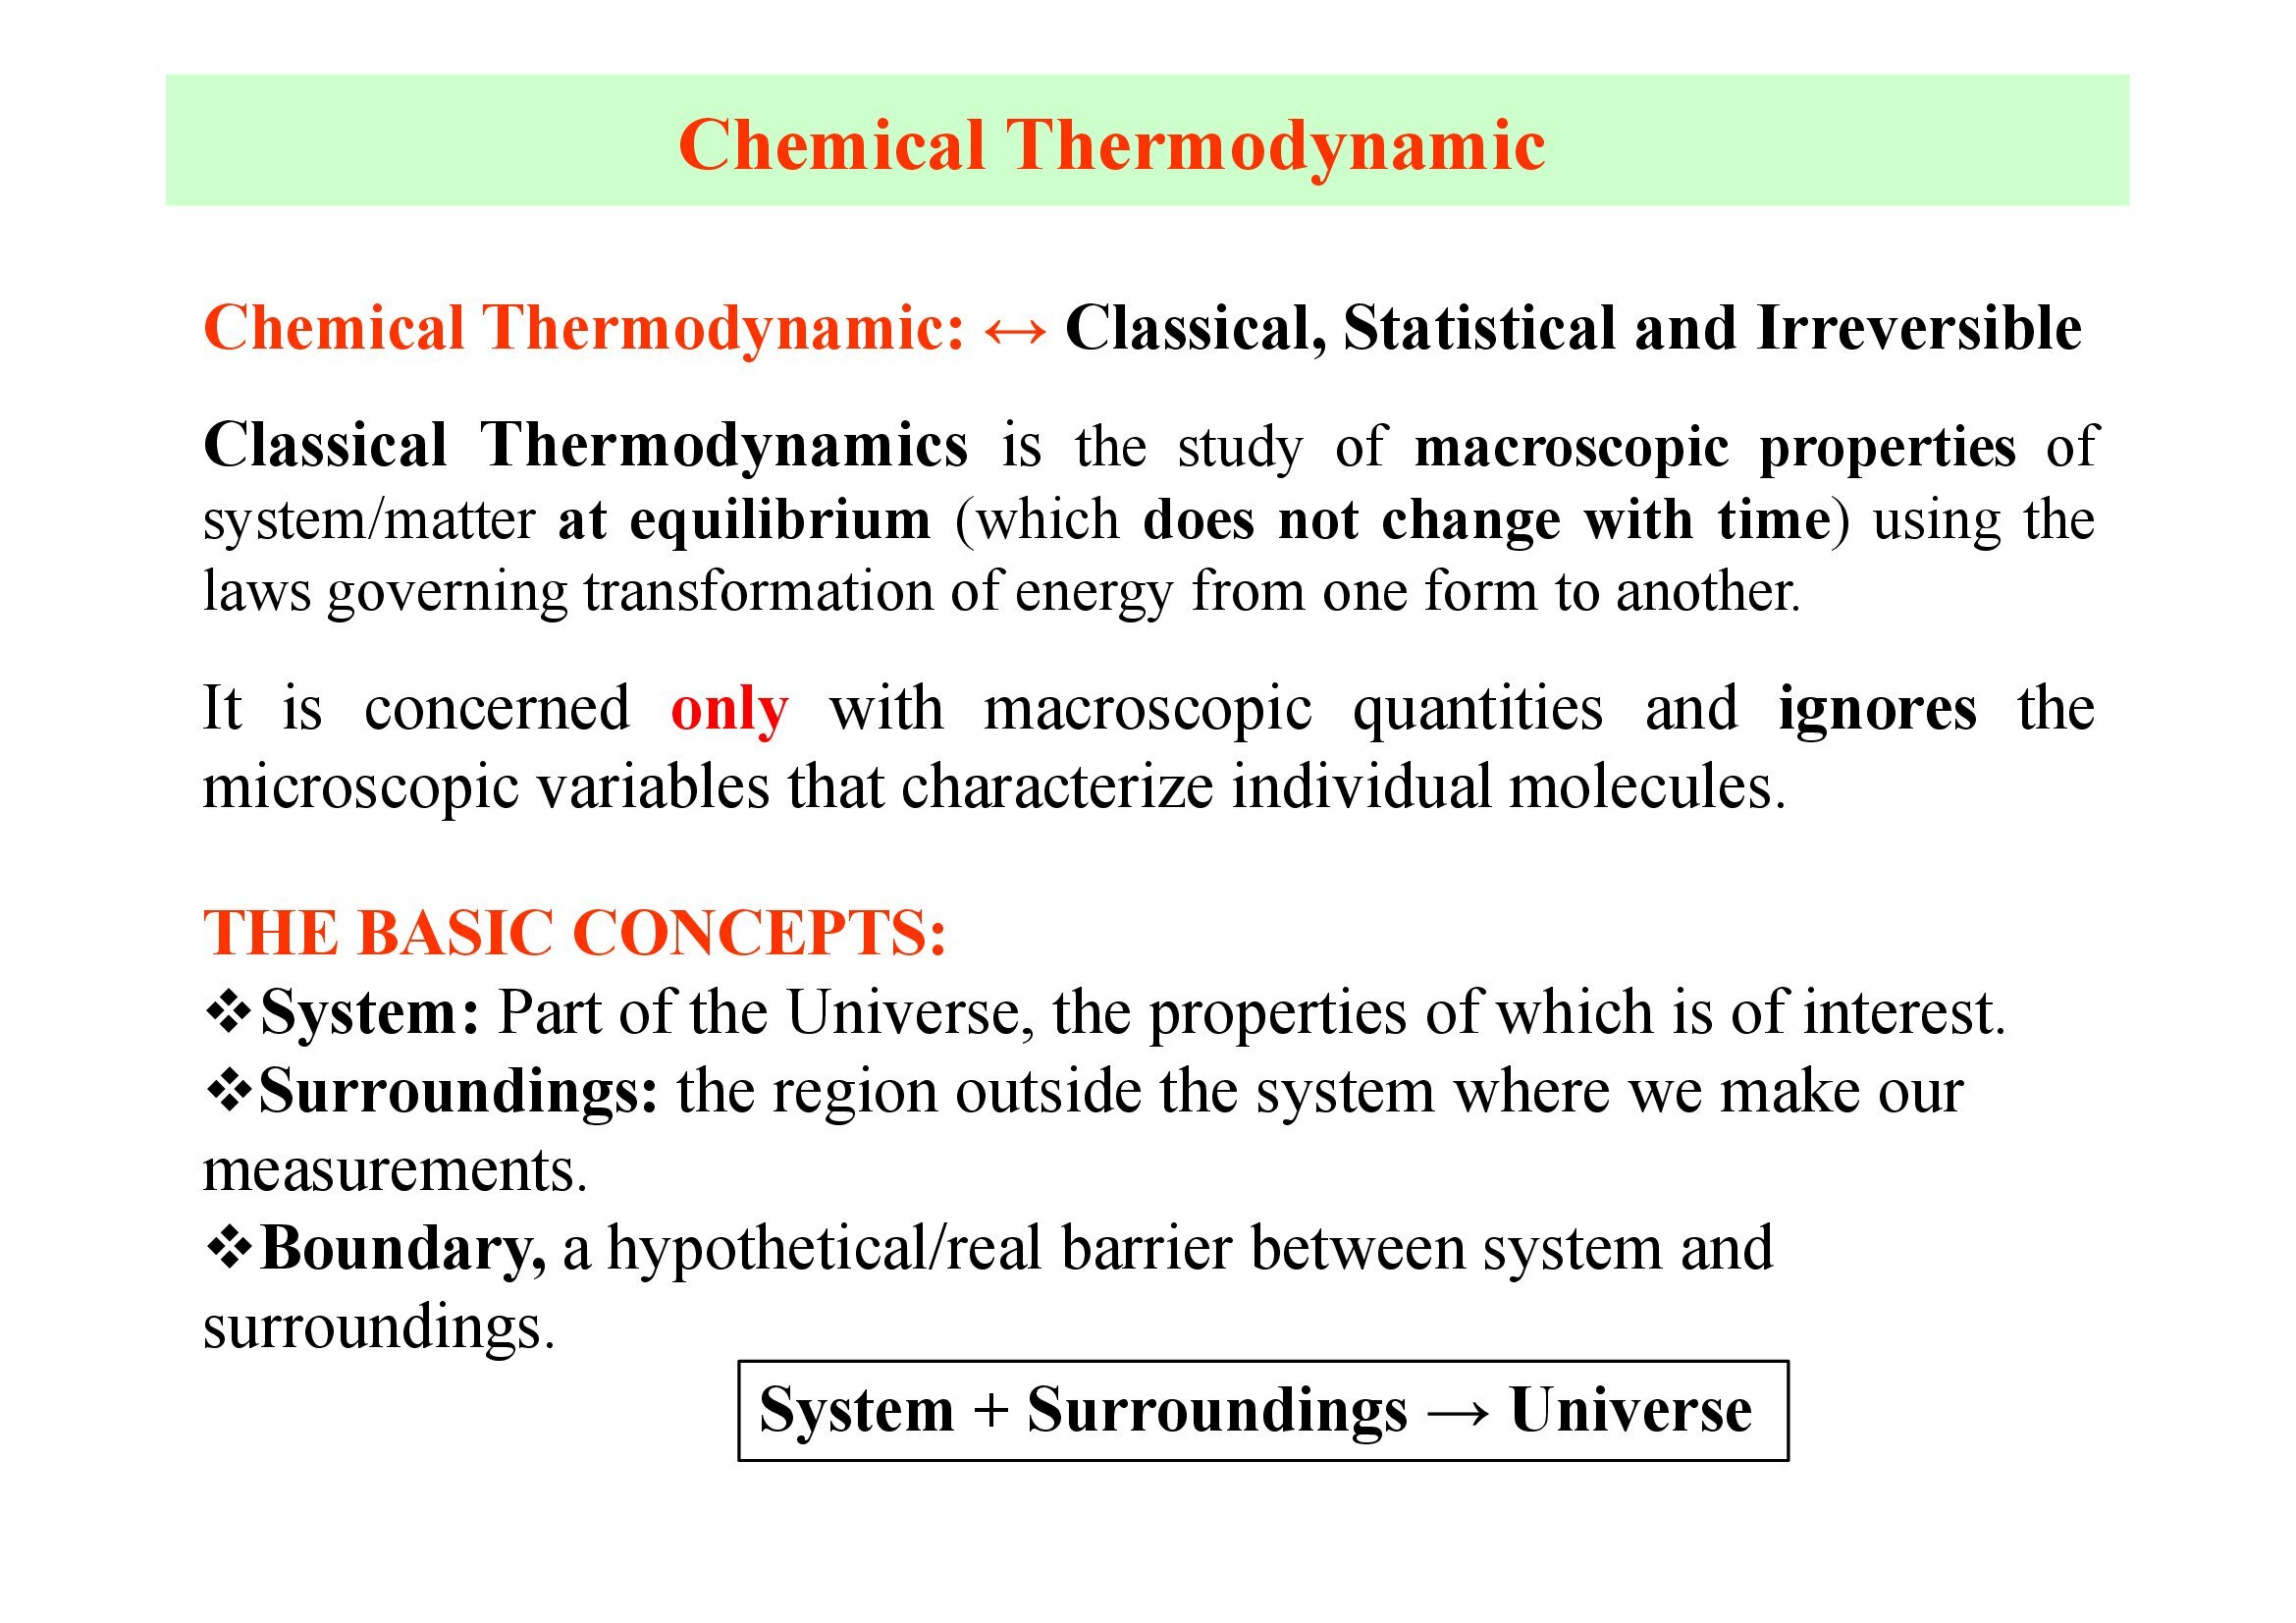 Chemical Thermodynamic
Chemical Thermodynamic: ↔ Classical, Statistical and Irreversible
Classical Thermodynamics is the study of macroscopic properties of
system/matter at equilibrium (which does not change with time) using the
laws governing transformation of energy from one form to another.
It is concerned only with macroscopic quantities and ignores the
microscopic variables that characterize individual molecules.
THE BASIC CONCEPTS:
❖System: Part of the Universe, the properties of which is of interest.
❖Surroundings: the region outside the system where we make our
measurements.
❖Boundary, a hypothetical/real barrier between system and
surroundings.
System + Surroundings → Universe